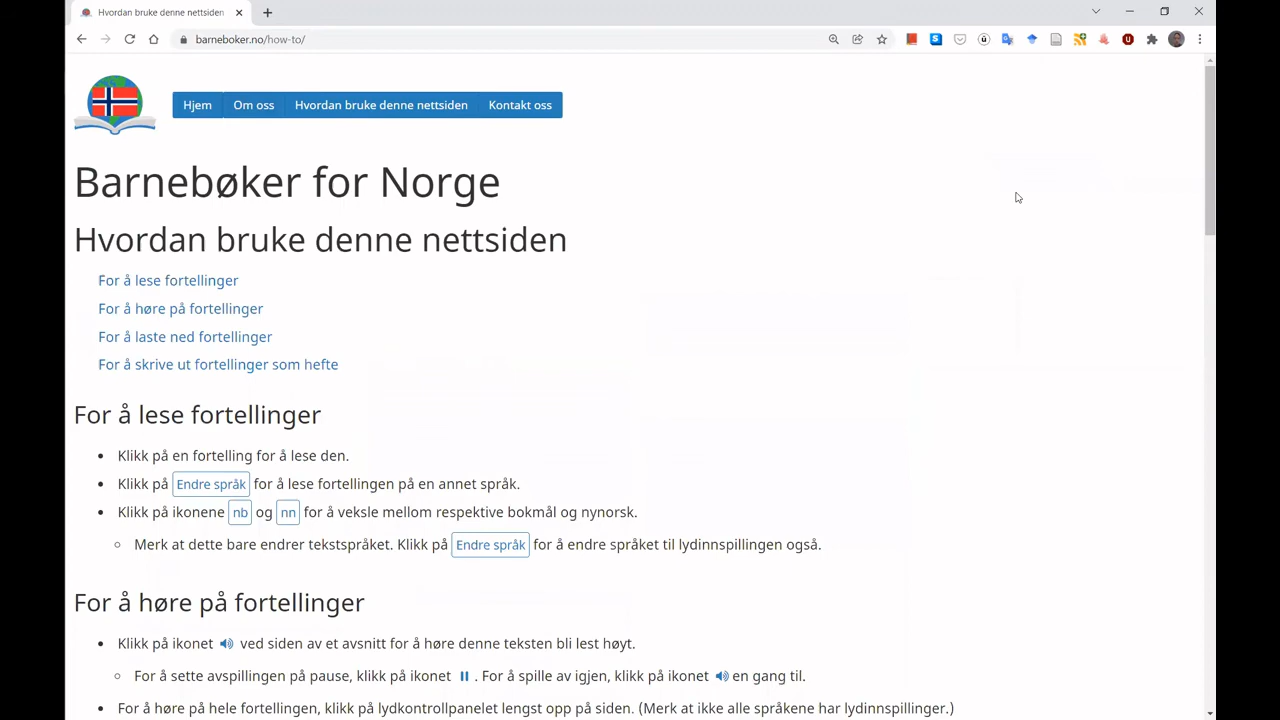 Hvordan bruke denne nettsiden
barneboker.no/how-to/
Hjem Om oss Hvordan bruke denne nettsiden Kontakt oss
Barnebøker for Norge
Hvordan bruke denne nettsiden
For å lese fortellinger
For å høre på fortellinger
For å laste ned fortellinger
For å skrive ut fortellinger som hefte
For å lese fortellinger
Klikk på en fortelling for å lese den.
Klikk på Endre språk for å lese fortellingen på en annet språk.
Klikk på ikonene nb og nn for å veksle mellom respektive bokmål og nynorsk.
Merk at dette bare endrer tekstspråket. Klikk på Endre språk for å endre språket til lydinnspillingen også.
For å høre på fortellinger
Klikk på ikonet ved siden av et avsnitt for å høre denne teksten bli lest høyt.
For å sette avspillingen på pause, klikk på ikonet . For å spille av igjen, klikk på ikonet en gang til.
For å høre på hele fortellingen, klikk på lydkontrollpanelet lengst opp på siden. (Merk at ikke alle språkene har lydinnspillinger.)